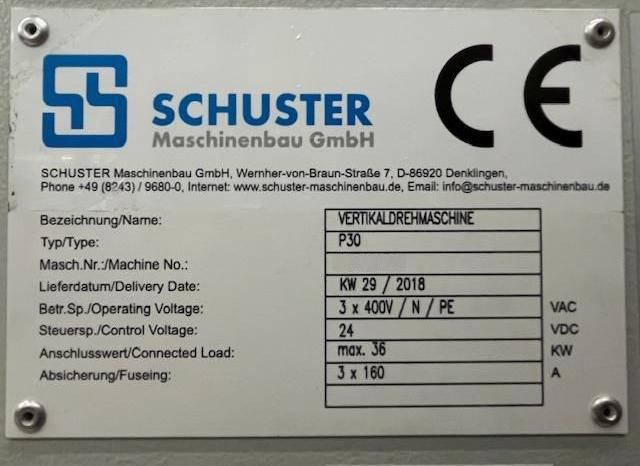 SCHUSTER
Maschinenbau GmbH
CE
SCHUSTER Maschinenbau GmbH, Wernher-von-Braun-Straße 7, D-86920 Denklingen,
Phone +49 (8243) / 9680-0, Internet: www.schuster-maschinenbau.de, Email: info@schuster-maschinenbau.de
Bezeichnung/Name: VERTIKALDREHMASCHINE
Typ/Type: P30
Masch.Nr.:/Machine No.:
Lieferdatum/Delivery Date: KW 29 / 2018
Betr.Sp./Operating Voltage: 3 x 400V / N / PE VAC
Steuersp./Control Voltage: 24 VDC
Anschlusswert/Connected Load: max. 36 KW
Absicherung/Fuseing: 3 x 160 A